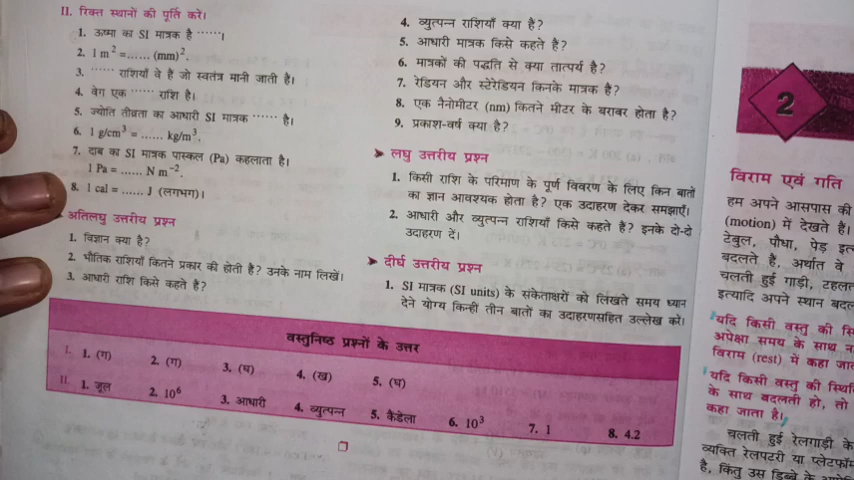 II. रिक्त स्थानों की पूर्ति करें।
1. ऊष्मा का SI मात्रक है ······।
2. 1 m² =...... (mm)².
3. ······ राशियाँ वे हैं जो स्वतंत्र मानी जाती हैं।
4. वेग एक ······ राशि है।
5. ज्योति तीव्रता का आधारी SI मात्रक ······ है।
6. 1 g/cm³ = ...... kg/m³.
7. दाब का SI मात्रक पास्कल (Pa) कहलाता है।
1 Pa = ...... N m⁻².
8. 1 cal = ...... J (लगभग)।
अतिलघु उत्तरीय प्रश्न
1. विज्ञान क्या है?
2. भौतिक राशियाँ कितने प्रकार की होती हैं? उनके नाम लिखें।
3. आधारी राशि किसे कहते हैं?
4. व्युत्पन्न राशियाँ क्या हैं?
5. आधारी मात्रक किसे कहते हैं?
6. मात्रकों की पद्धति से क्या तात्पर्य है?
7. रेडियन और स्टेरेडियन किनके मात्रक हैं?
8. एक नैनोमीटर (nm) कितने मीटर के बराबर होता है?
9. प्रकाश-वर्ष क्या है?
➤ लघु उत्तरीय प्रश्न
1. किसी राशि के परिमाण के पूर्ण विवरण के लिए किन बातों
का ज्ञान आवश्यक होता है? एक उदाहरण देकर समझाएँ।
2. आधारी और व्युत्पन्न राशियाँ किसे कहते हैं? इनके दो-दो
उदाहरण दें।
➤ दीर्घ उत्तरीय प्रश्न
1. SI मात्रक (SI units) के संकेताक्षरों को लिखते समय ध्यान
देने योग्य किन्हीं तीन बातों का उदाहरणसहित उल्लेख करें।
वस्तुनिष्ठ प्रश्नों के उत्तर
I. 1. (ग) 2. (ग) 3. (घ) 4. (ख) 5. (घ)
II. 1. जूल 2. 10⁶ 3. आधारी 4. व्युत्पन्न 5. कैंडेला 6. 10³ 7. 1 8. 4.2
2
विराम एवं गति
हम अपने आसपास की
(motion) में देखते हैं।
टेबुल, पौधा, पेड़
बदलते हैं, अर्थात वे
चलती हुई गाड़ी,
इत्यादि अपने स्थान
यदि किसी वस्तु की
अपेक्षा समय के साथ
विराम (rest) में कहा
यदि किसी वस्तु की
के साथ बदलती हो, तो
कहा जाता है।
चलती हुई रेलगाड़ी के
व्यक्ति रेलपटरी या
है, किंतु उस डिब्बे के